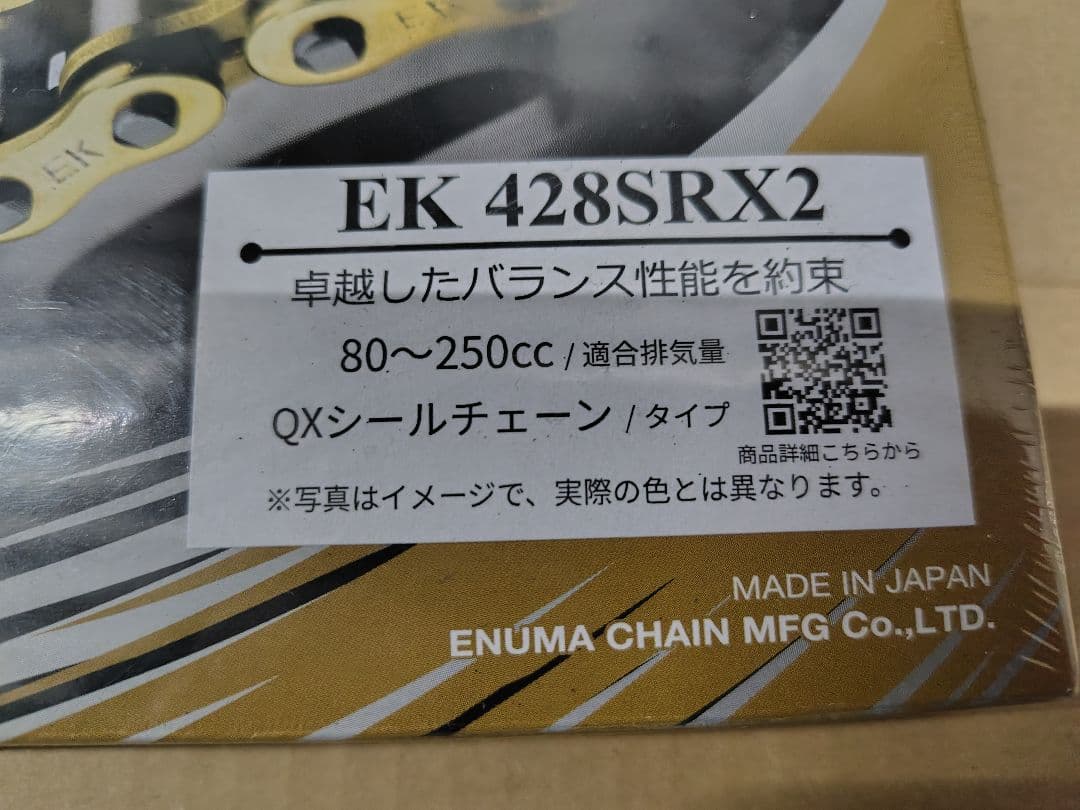 EK
EK
EK 428SRX2
卓越したバランス性能を約束
80～250cc / 適合排気量
QXシールチェーン / タイプ
商品詳細こちらから
※写真はイメージで、実際の色とは異なります。
MADE IN JAPAN
ENUMA CHAIN MFG Co.,LTD.